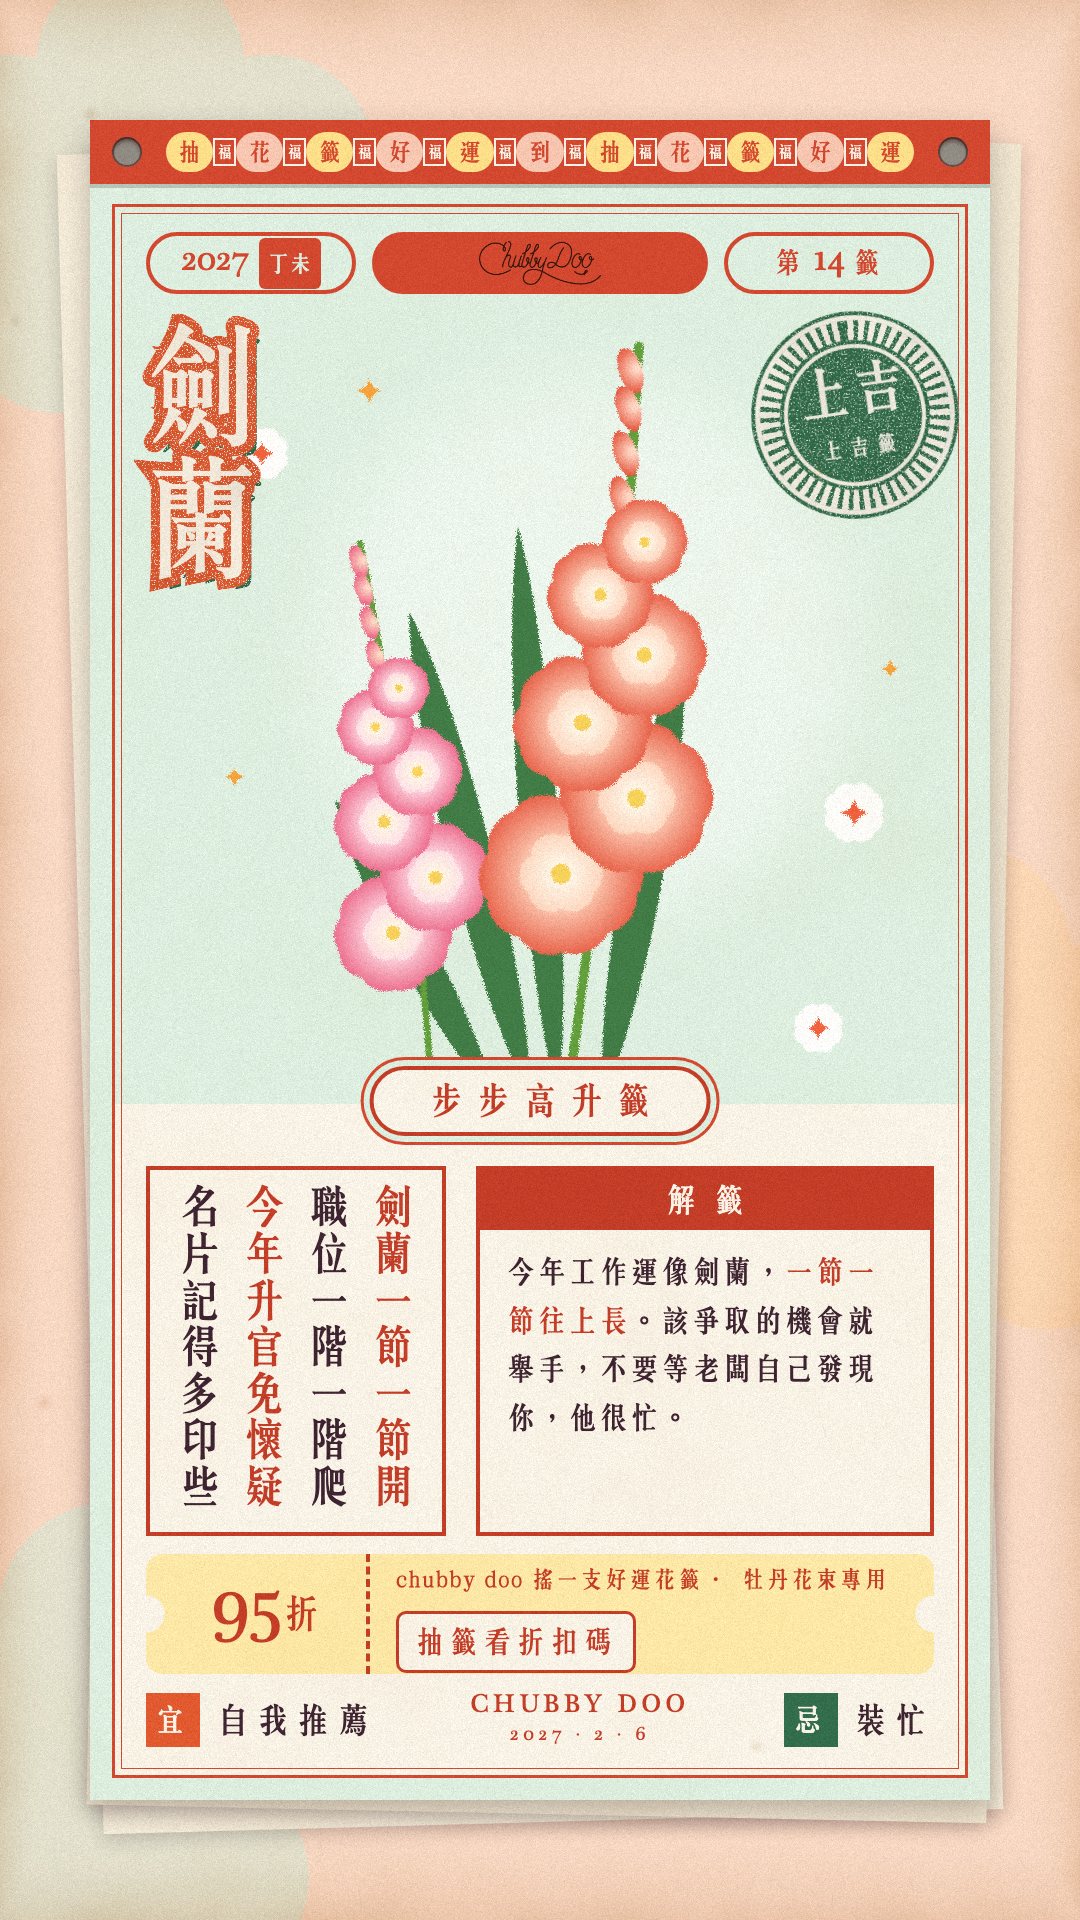 抽福花福籤福好福運福到福抽福花福籤福好福運
2027 丁未
Chubby Doo
第 14 籤
劍蘭
上吉
上吉籤
步步高升籤
劍蘭一節一節開
職位一階一階爬
今年升官免懷疑
名片記得多印些
解籤
今年工作運像劍蘭，一節一
節往上長。該爭取的機會就
舉手，不要等老闆自己發現
你，他很忙。
95折
chubby doo 搖一支好運花籤・ 牡丹花束專用
抽籤看折扣碼
宜 自我推薦
CHUBBY DOO
2027 · 2 · 6
忌 裝忙